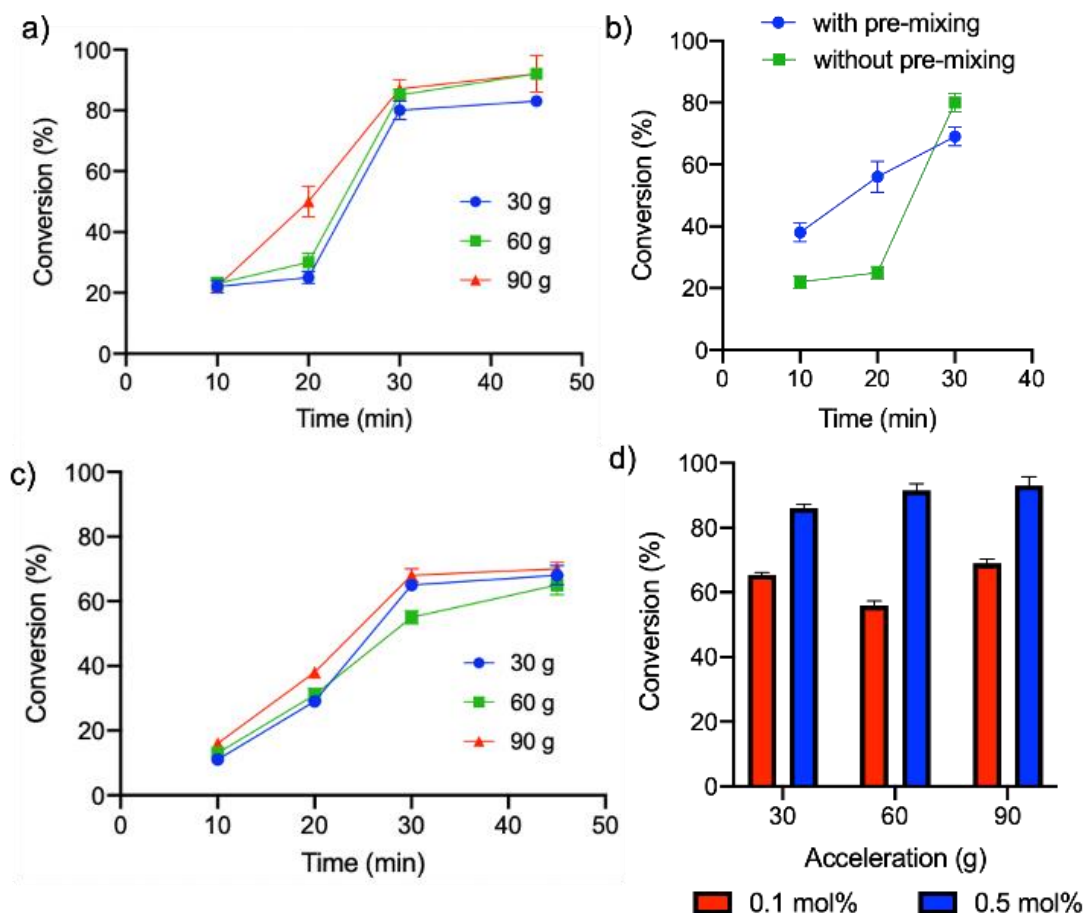 a)
100
80
60
40
20
0
Conversion (%)
30 g
60 g
90 g
0 10 20 30 40 50
Time (min)
b)
with pre-mixing
without pre-mixing
100
80
60
40
20
0
Conversion (%)
0 10 20 30 40
Time (min)
c)
100
80
60
40
20
0
Conversion (%)
30 g
60 g
90 g
0 10 20 30 40 50
Time (min)
d)
100
80
60
40
20
0
Conversion (%)
30 60 90
Acceleration (g)
0.1 mol% 0.5 mol%